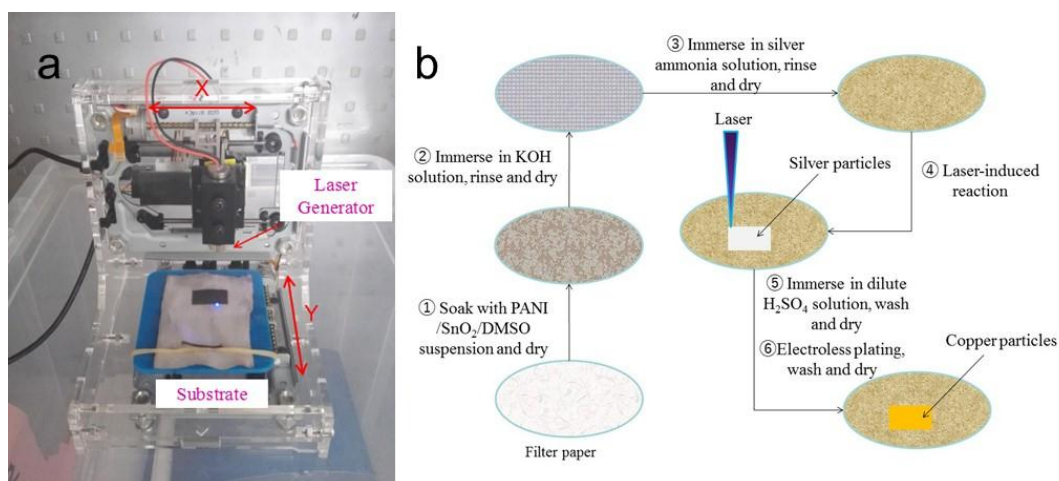 a
X
Laser
Generator
Y
Substrate
b
③ Immerse in silver
ammonia solution, rinse
and dry
Laser
② Immerse in KOH
solution, rinse and dry
Silver particles
④ Laser-induced
reaction
① Soak with PANI
/SnO₂/DMSO
suspension and dry
⑤ Immerse in dilute
H₂SO₄ solution, wash
and dry
⑥Electroless plating,
wash and dry
Copper particles
Filter paper